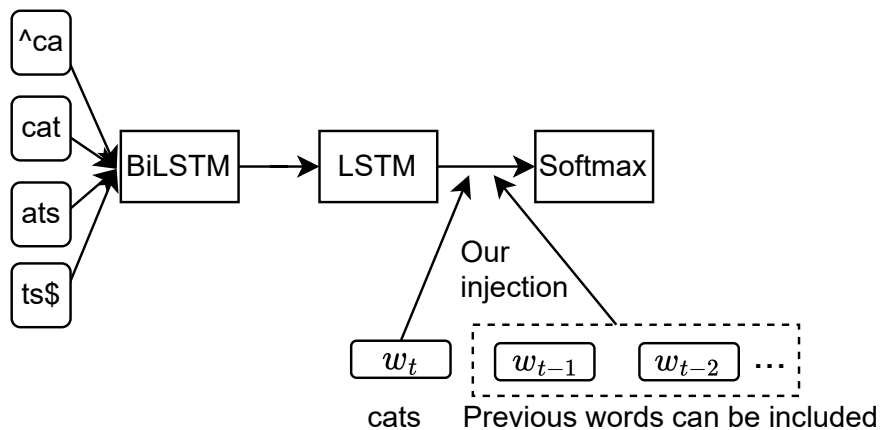 ^ca
cat
ats
ts$
BiLSTM
LSTM
Softmax
Our
injection
w_t
w_{t-1}
w_{t-2}
...
cats
Previous words can be included